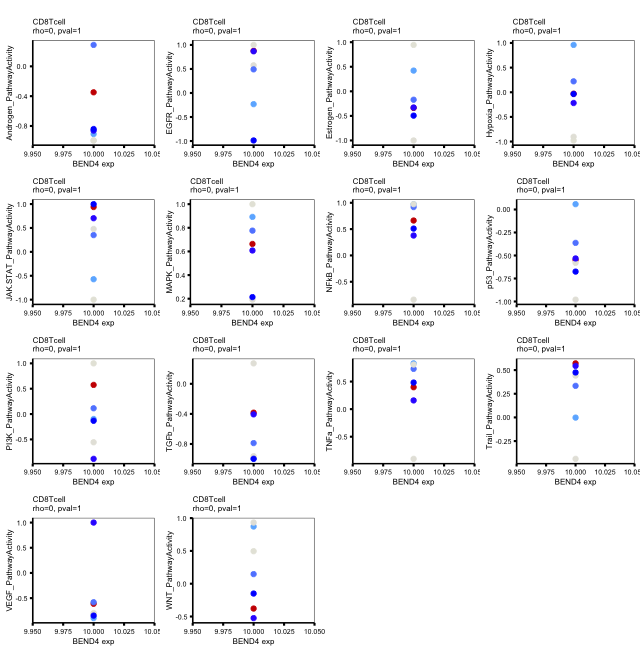 CD8Tcell
rho=0, pval=1
Androgen_PathwayActivity
0.0
-0.4
-0.8
9.950 9.975 10.000 10.025 10.05
BEND4 exp
CD8Tcell
rho=0, pval=1
EGFR_PathwayActivity
1.0
0.5
0.0
-0.5
-1.0
9.950 9.975 10.000 10.025 10.05
BEND4 exp
CD8Tcell
rho=0, pval=1
Estrogen_PathwayActivity
1.0
0.5
0.0
-0.5
-1.0
9.950 9.975 10.000 10.025 10.05
BEND4 exp
CD8Tcell
rho=0, pval=1
Hypoxia_PathwayActivity
1.0
0.5
0.0
-0.5
-1.0
9.950 9.975 10.000 10.025 10.05
BEND4 exp
CD8Tcell
rho=0, pval=1
JAK.STAT_PathwayActivity
1.0
0.5
0.0
-0.5
-1.0
9.950 9.975 10.000 10.025 10.05
BEND4 exp
CD8Tcell
rho=0, pval=1
MAPK_PathwayActivity
1.0
0.8
0.6
0.4
0.2
9.950 9.975 10.000 10.025 10.05
BEND4 exp
CD8Tcell
rho=0, pval=1
NFkB_PathwayActivity
1.0
0.5
0.0
-0.5
9.950 9.975 10.000 10.025 10.05
BEND4 exp
CD8Tcell
rho=0, pval=1
p53_PathwayActivity
0.00
-0.25
-0.50
-0.75
-1.00
9.950 9.975 10.000 10.025 10.05
BEND4 exp
CD8Tcell
rho=0, pval=1
PI3K_PathwayActivity
1.0
0.5
0.0
-0.5
9.950 9.975 10.000 10.025 10.05
BEND4 exp
CD8Tcell
rho=0, pval=1
TGFb_PathwayActivity
0.0
-0.4
-0.8
9.950 9.975 10.000 10.025 10.05
BEND4 exp
CD8Tcell
rho=0, pval=1
TNFa_PathwayActivity
0.5
0.0
-0.5
9.950 9.975 10.000 10.025 10.05
BEND4 exp
CD8Tcell
rho=0, pval=1
Trail_PathwayActivity
0.50
0.25
0.00
-0.25
9.950 9.975 10.000 10.025 10.05
BEND4 exp
CD8Tcell
rho=0, pval=1
VEGF_PathwayActivity
1.0
0.5
0.0
-0.5
9.950 9.975 10.000 10.025 10.05
BEND4 exp
CD8Tcell
rho=0, pval=1
WNT_PathwayActivity
1.0
0.5
0.0
-0.5
9.950 9.975 10.000 10.025 10.050
BEND4 exp